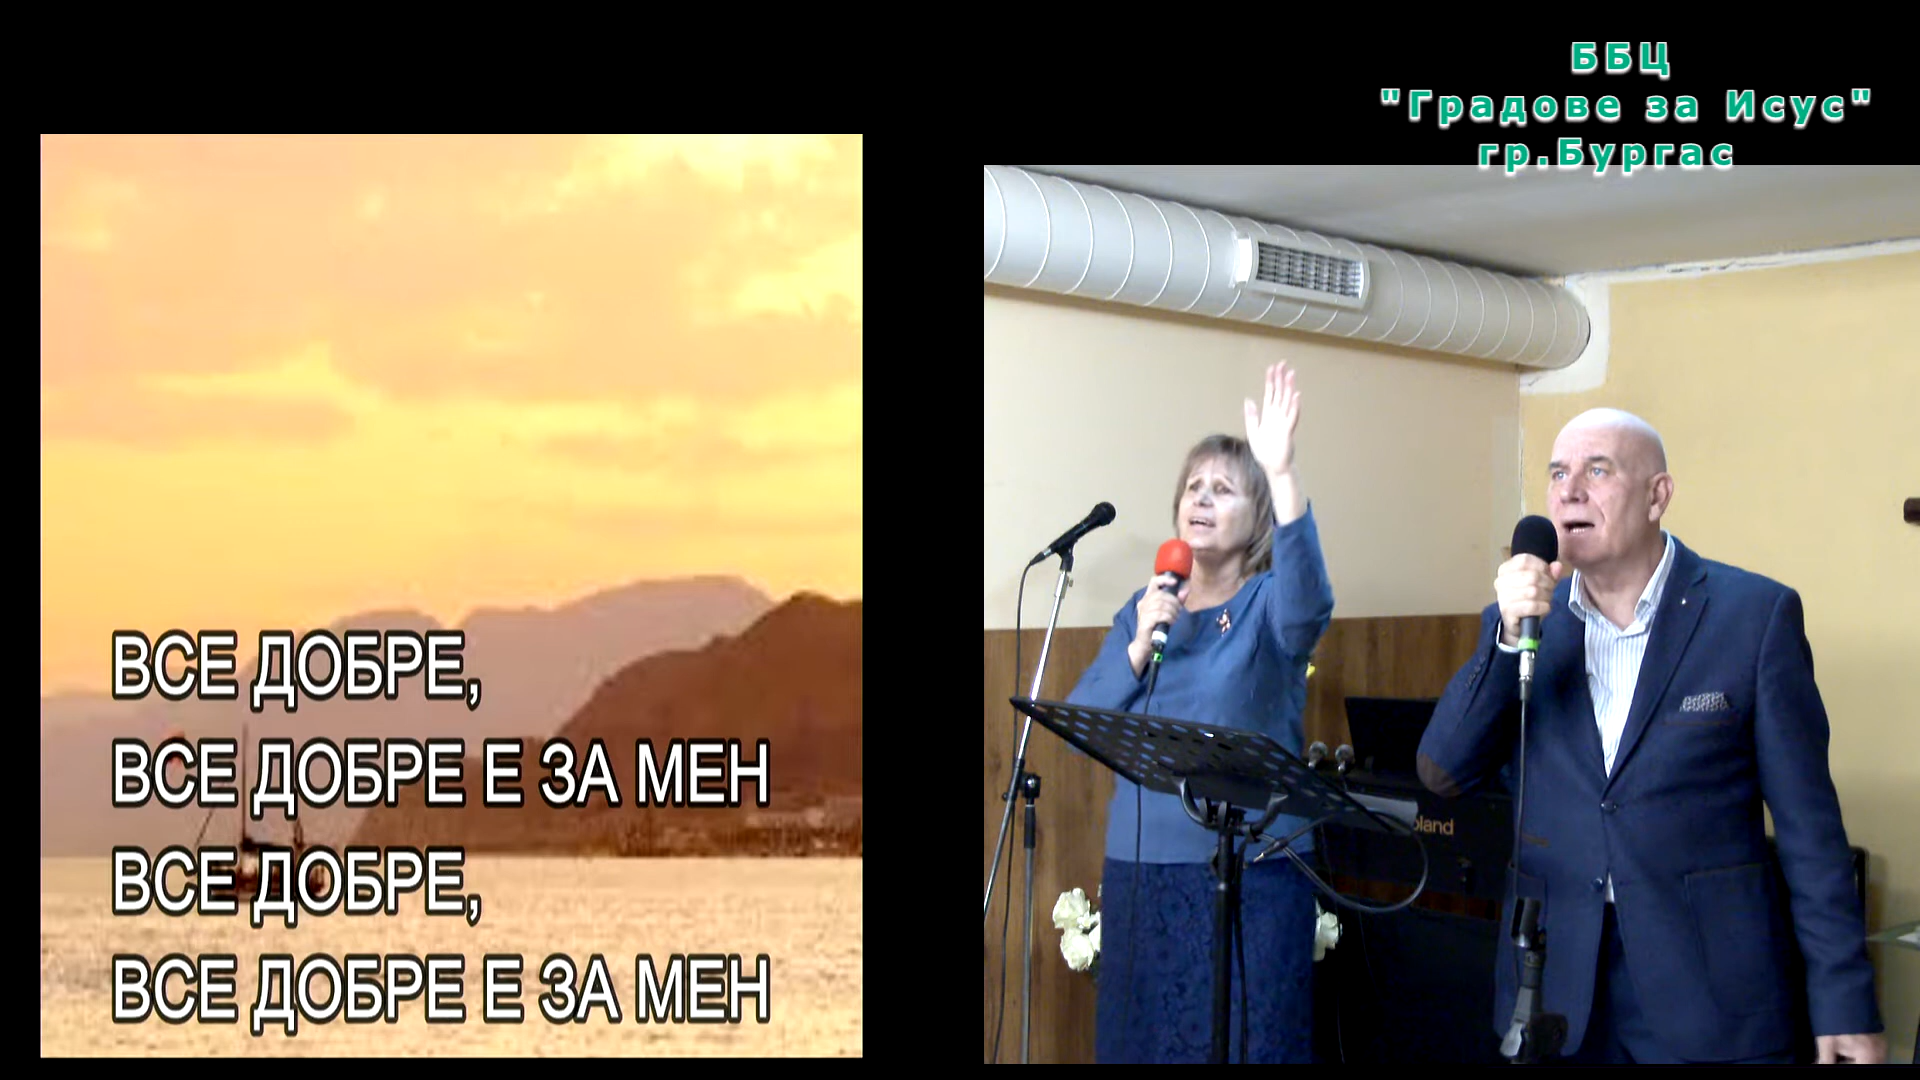 ББЦ
"Градове за Исус"
гр.Бургас
ВСЕ ДОБРЕ,
ВСЕ ДОБРЕ Е ЗА МЕН
ВСЕ ДОБРЕ,
ВСЕ ДОБРЕ Е ЗА МЕН